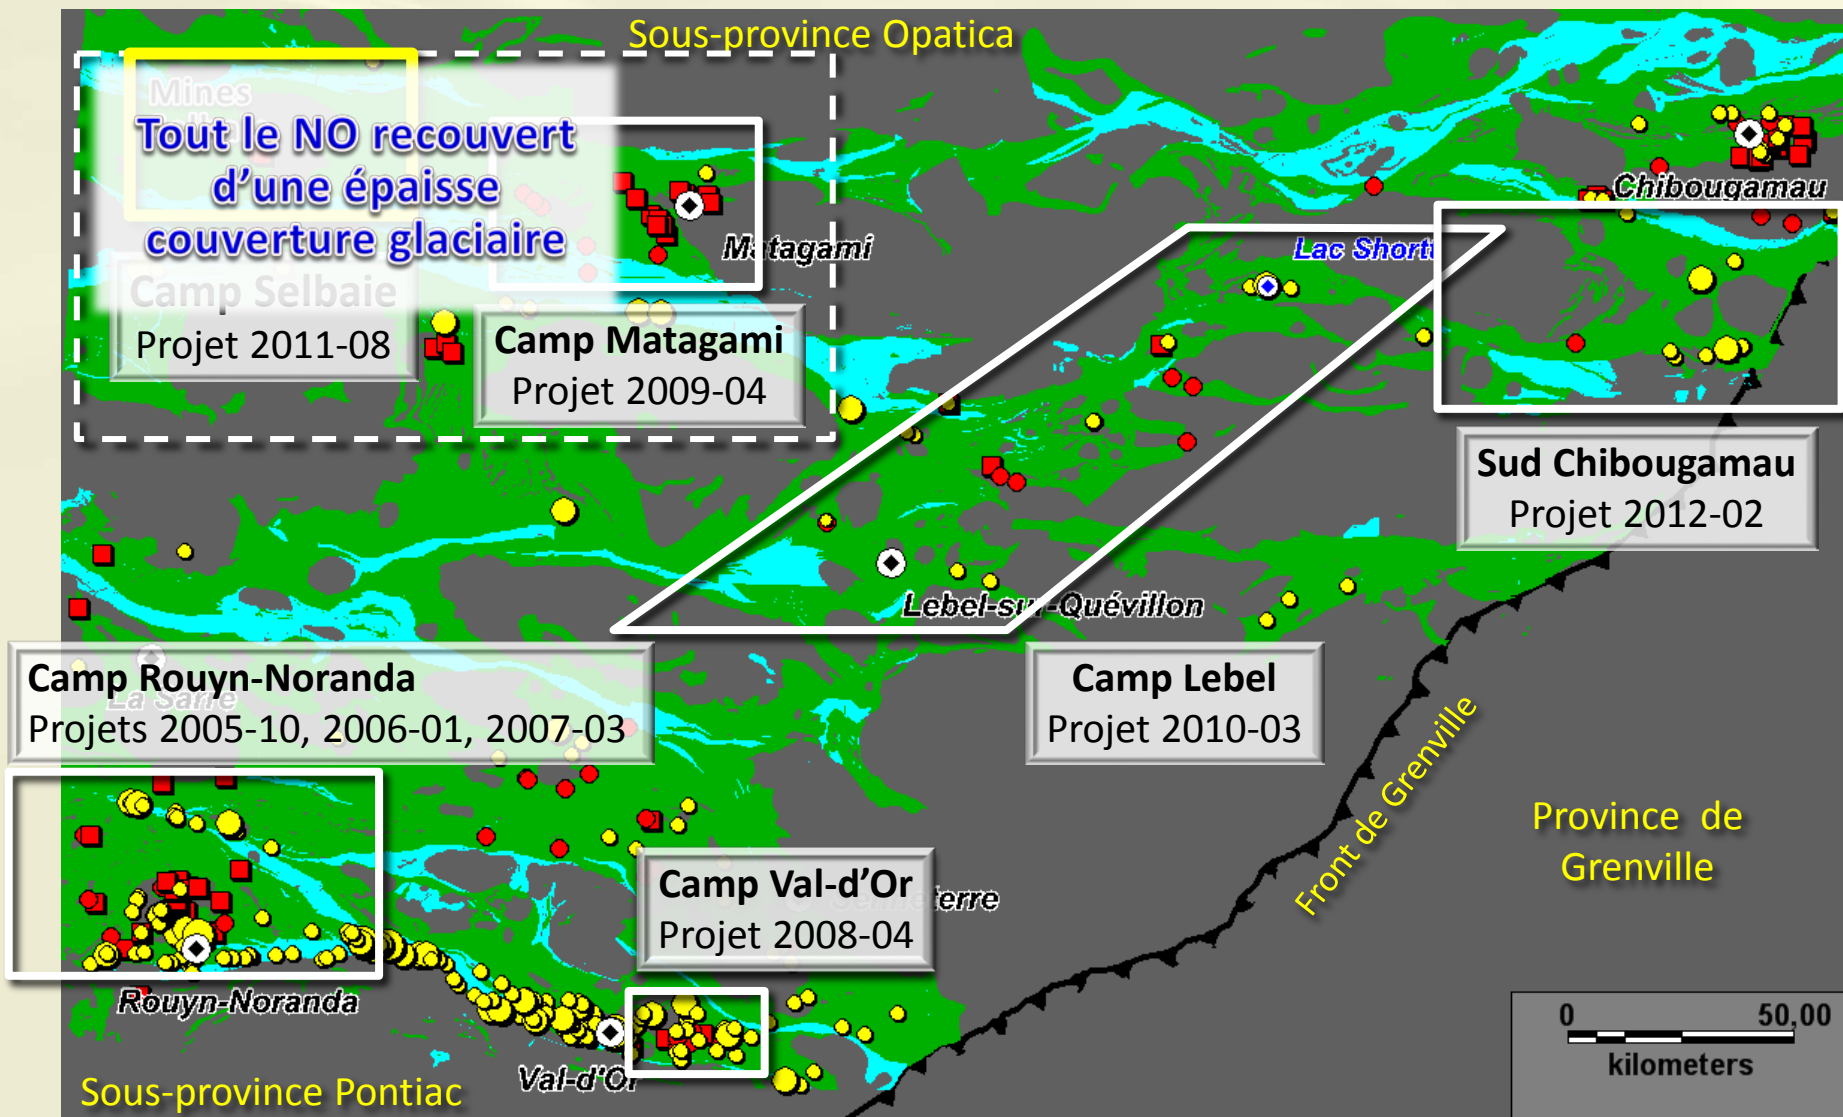 Sous-province Opatica
Mines
Tout le NO recouvert
d'une épaisse
couverture glaciaire
Chibougamau
Matagami
Lac Shortt
Camp Selbaie
Projet 2011-08
Camp Matagami
Projet 2009-04
Sud Chibougamau
Projet 2012-02
Lebel-sur-Quévillon
Camp Rouyn-Noranda
La Sarre
Projets 2005-10, 2006-01, 2007-03
Camp Lebel
Projet 2010-03
Front de Grenville
Province de
Grenville
Camp Val-d'Or
Senneterre
Projet 2008-04
Rouyn-Noranda
Val-d'Or
Sous-province Pontiac
0 50,00
kilometers